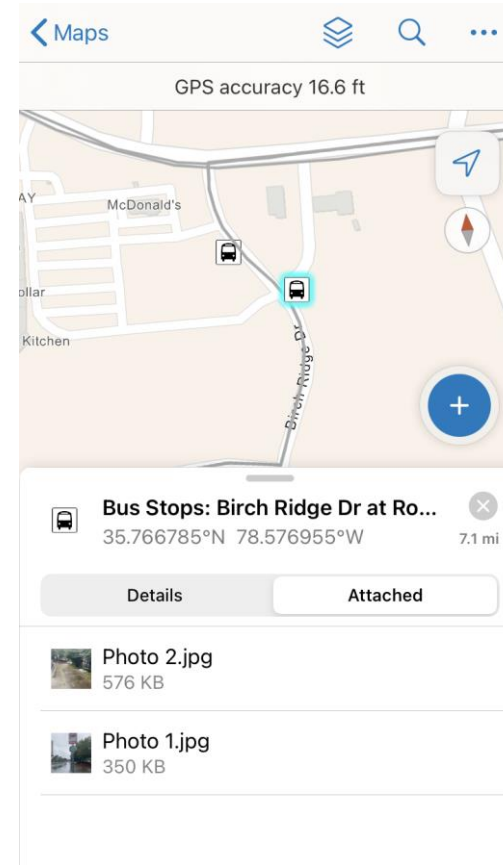 Maps
GPS accuracy 16.6 ft
AY
McDonald's
ollar
Kitchen
Birch Ridge Dr
+
Bus Stops: Birch Ridge Dr at Ro...
35.766785°N 78.576955°W
7.1 mi
Details
Attached
Photo 2.jpg
576 KB
Photo 1.jpg
350 KB